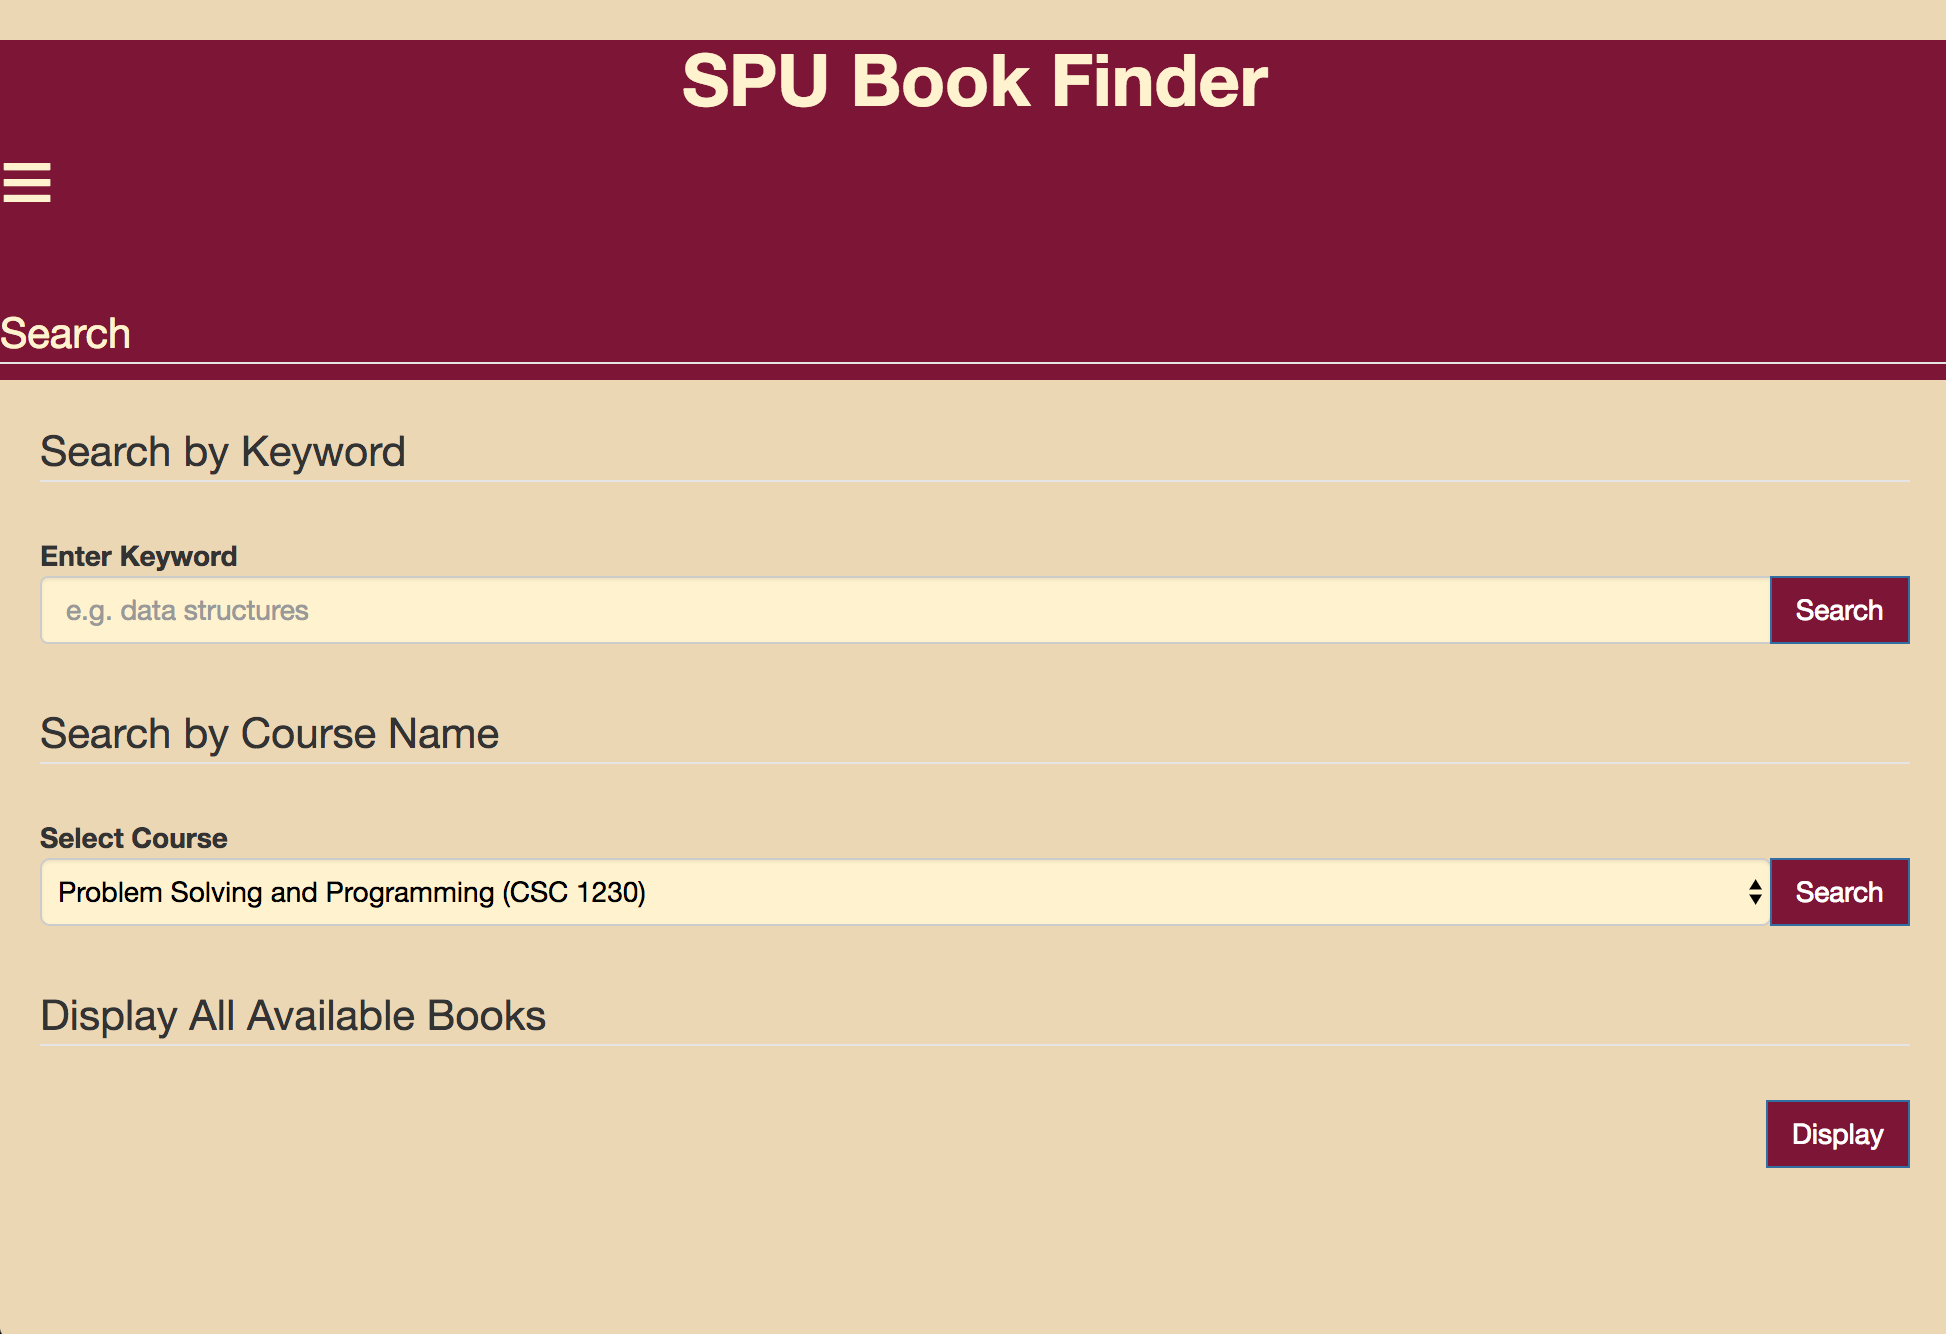 SPU Book Finder
Search
Search by Keyword
Enter Keyword
e.g. data structures Search
Search by Course Name
Select Course
Problem Solving and Programming (CSC 1230) Search
Display All Available Books
Display